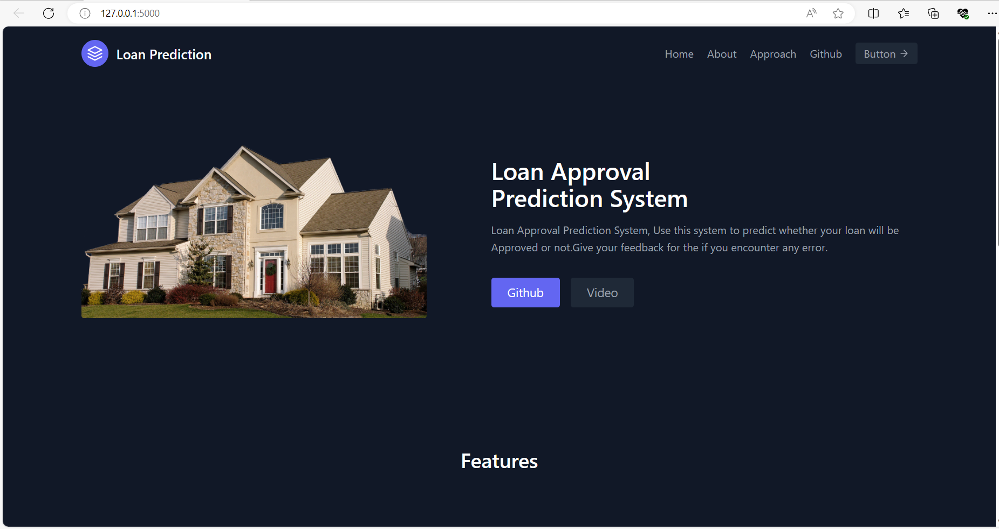 127.0.0.1:5000
Loan Prediction
Home About Approach Github Button →
Loan Approval
Prediction System
Loan Approval Prediction System, Use this system to predict whether your loan will be
Approved or not.Give your feedback for the if you encounter any error.
Github Video
Features